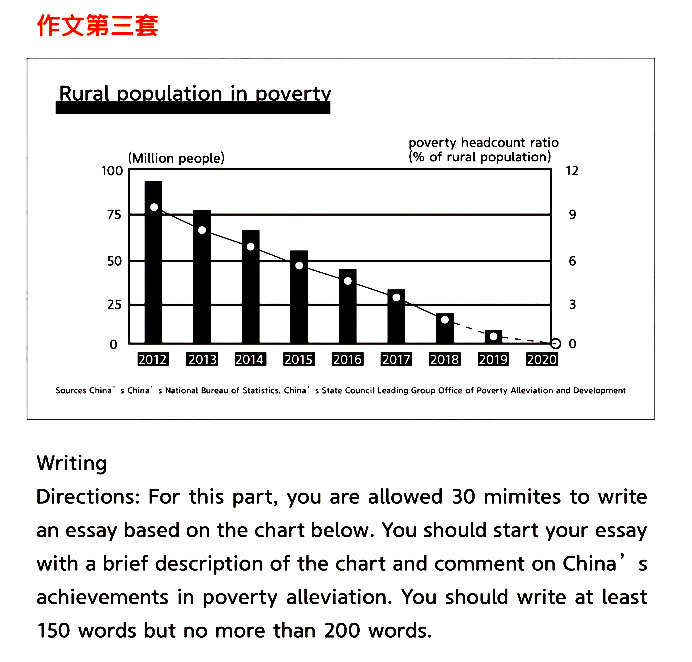 作文第三套
Rural population in poverty
poverty headcount ratio
(Million people) (% of rural population)
100 12
75 9
50 6
25 3
0 0
2012 2013 2014 2015 2016 2017 2018 2019 2020
Sources China's China's National Bureau of Statistics, China's State Council Leading Group Office of Poverty Alleviation and Development
Writing
Directions: For this part, you are allowed 30 mimites to write
an essay based on the chart below. You should start your essay
with a brief description of the chart and comment on China's
achievements in poverty alleviation. You should write at least
150 words but no more than 200 words.